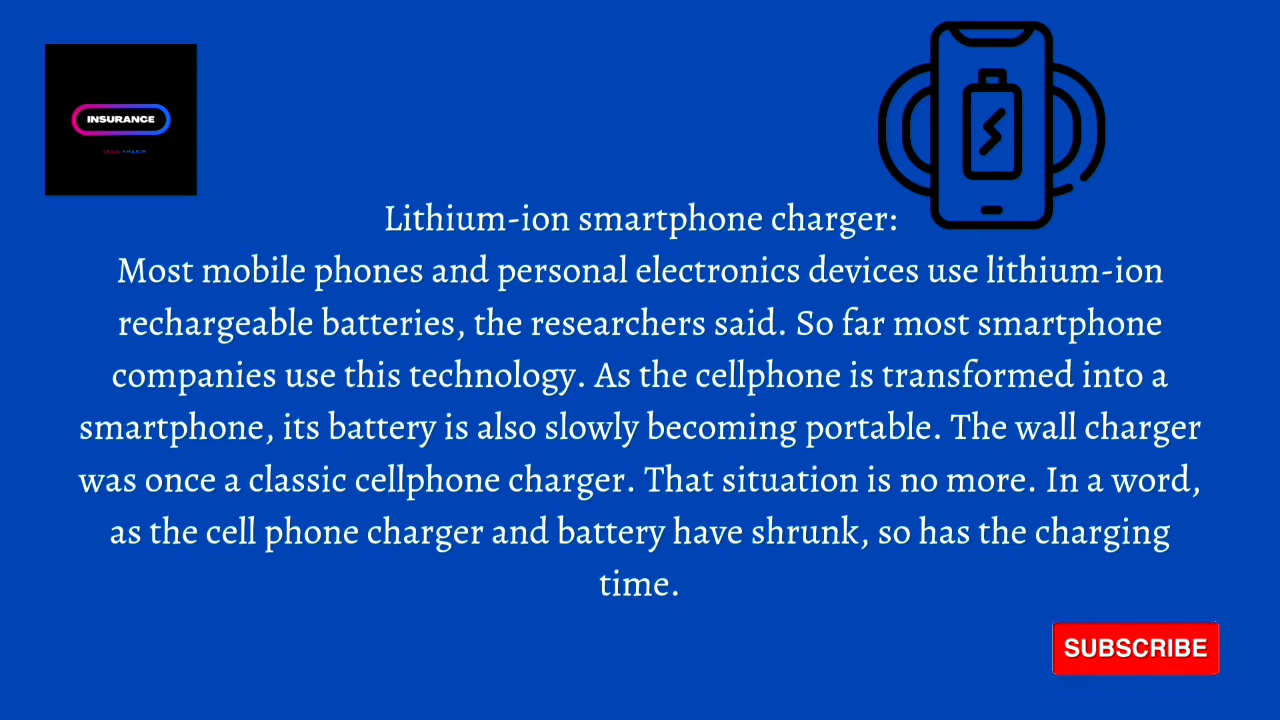 INSURANCE
Lithium-ion smartphone charger:
Most mobile phones and personal electronics devices use lithium-ion
rechargeable batteries, the researchers said. So far most smartphone
companies use this technology. As the cellphone is transformed into a
smartphone, its battery is also slowly becoming portable. The wall charger
was once a classic cellphone charger. That situation is no more. In a word,
as the cell phone charger and battery have shrunk, so has the charging
time.
SUBSCRIBE